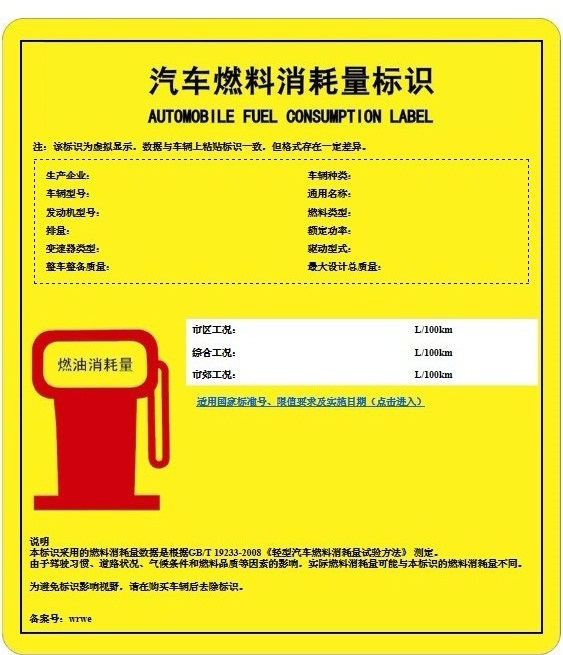 汽车燃料消耗量标识
AUTOMOBILE FUEL CONSUMPTION LABEL
注：该标识为虚拟显示，数据与车辆上粘贴标识一致，但格式存在一定差异。
生产企业： 车辆种类：
车辆型号： 通用名称：
发动机型号： 燃料类型：
排量： 额定功率：
变速器类型： 驱动型式：
整车整备质量： 最大设计总质量：
燃油消耗量
市区工况： L/100km
综合工况： L/100km
市郊工况： L/100km
适用国家标准号、限值要求及实施日期（点击进入）
说明
本标识采用的燃料消耗量数据是根据GB/T 19233-2008《轻型汽车燃料消耗量试验方法》 测定。
由于驾驶习惯、道路状况、气候条件和燃料品质等因素的影响，实际燃料消耗量可能与本标识的燃料消耗量不同。
为避免标识影响视野，请在购买车辆后去除标识。
备案号：wrwe